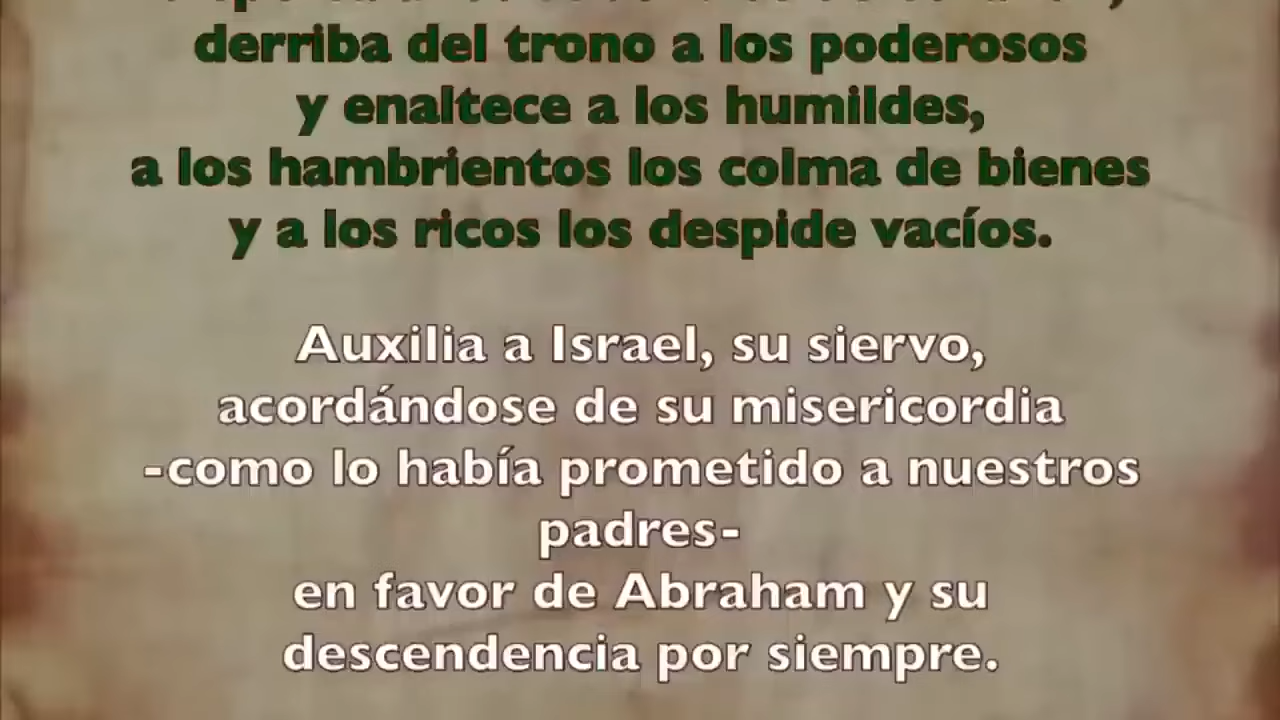 derriba del trono a los poderosos
y enaltece a los humildes,
a los hambrientos los colma de bienes
y a los ricos los despide vacíos.
Auxilia a Israel, su siervo,
acordándose de su misericordia
-como lo había prometido a nuestros
padres-
en favor de Abraham y su
descendencia por siempre.